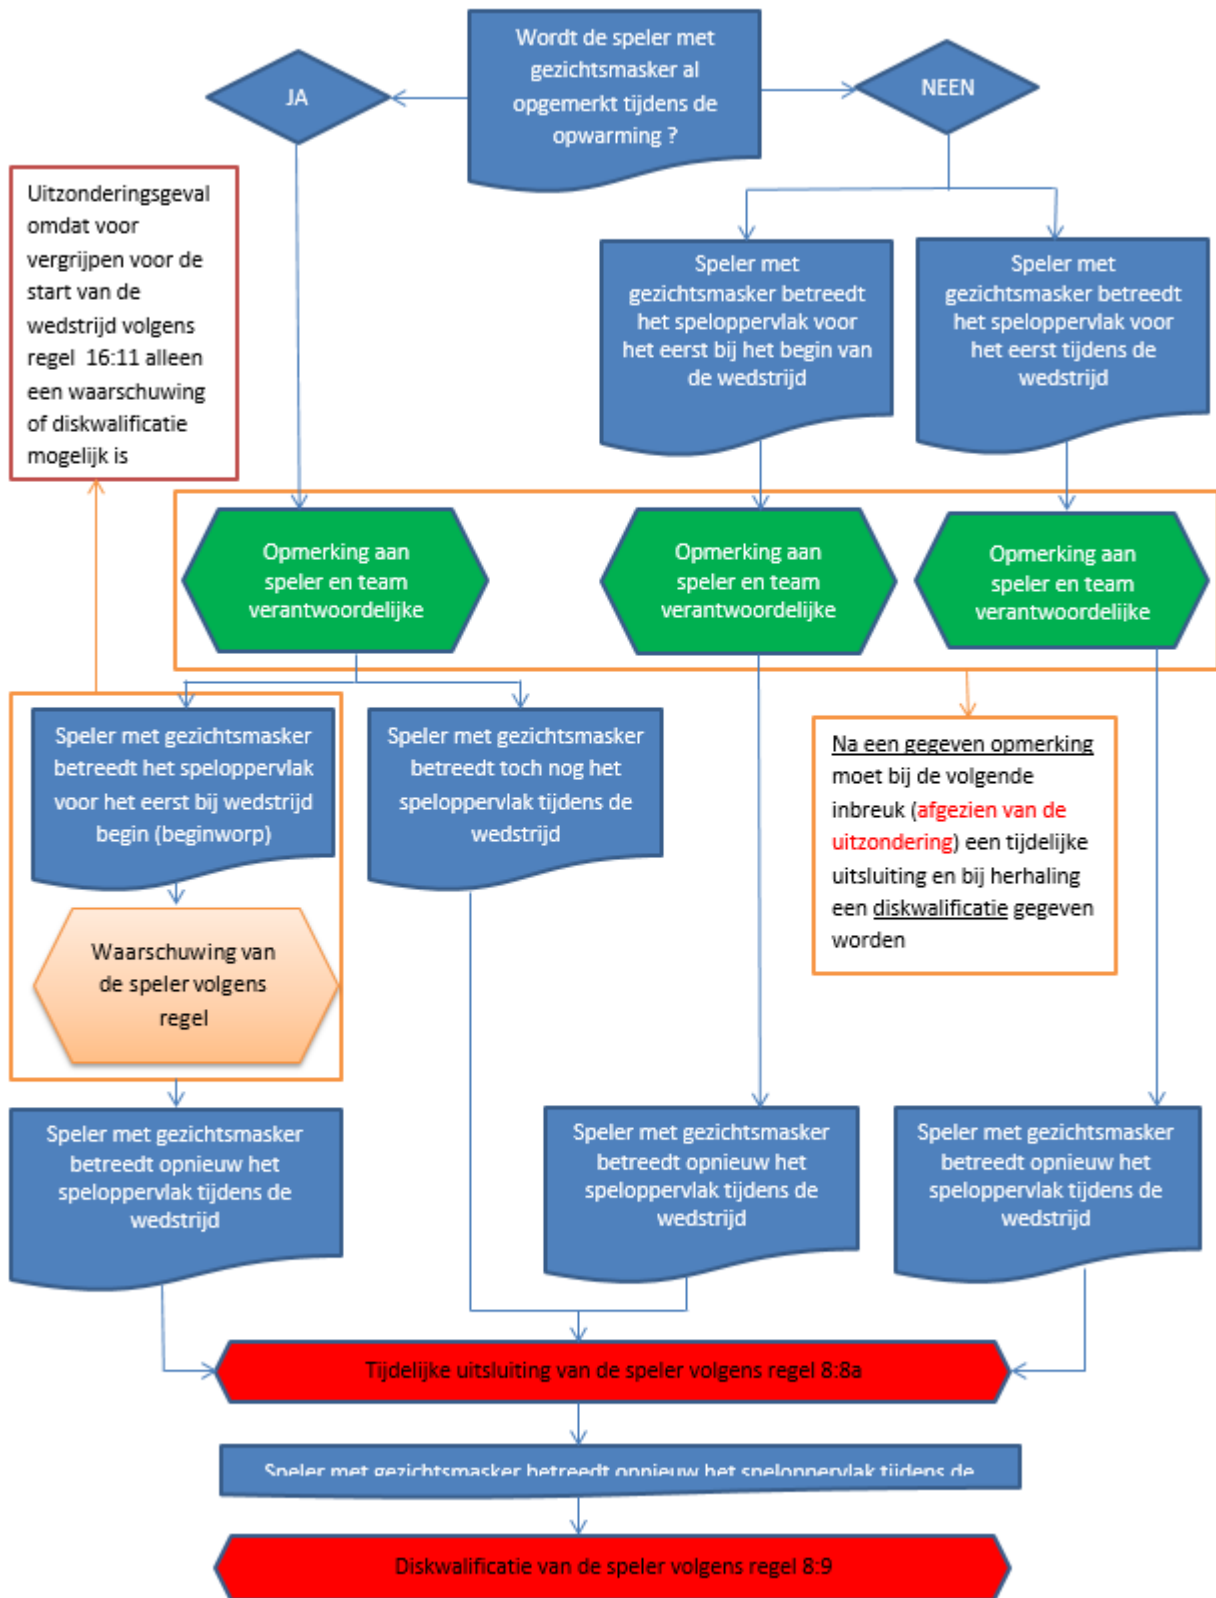 Wordt de speler met
gezichtsmasker al
opgemerkt tijdens de
opwarming ?
JA
NEEN
Uitzonderingsgeval
omdat voor
vergrijpen voor de
start van de
wedstrijd volgens
regel 16:11 alleen
een waarschuwing
of diskwalificatie
mogelijk is
Speler met
gezichtsmasker betreedt
het speloppervlak voor
het eerst bij het begin van
de wedstrijd
Speler met
gezichtsmasker betreedt
het speloppervlak voor
het eerst tijdens de
wedstrijd
Opmerking aan
speler en team
verantwoordelijke
Opmerking aan
speler en team
verantwoordelijke
Opmerking aan
speler en team
verantwoordelijke
Speler met gezichtsmasker
betreedt het speloppervlak
voor het eerst bij wedstrijd
begin (beginworp)
Speler met gezichtsmasker
betreedt toch nog het
speloppervlak tijdens de
wedstrijd
Na een gegeven opmerking
moet bij de volgende
inbreuk (afgezien van de
uitzondering) een tijdelijke
uitsluiting en bij herhaling
een diskwalificatie gegeven
worden
Waarschuwing van
de speler volgens
regel
Speler met gezichtsmasker
betreedt opnieuw het
speloppervlak tijdens de
wedstrijd
Speler met gezichtsmasker
betreedt opnieuw het
speloppervlak tijdens de
wedstrijd
Speler met gezichtsmasker
betreedt opnieuw het
speloppervlak tijdens de
wedstrijd
Tijdelijke uitsluiting van de speler volgens regel 8:8a
Speler met gezichtsmasker betreedt opnieuw het speloppervlak tijdens de
Diskwalificatie van de speler volgens regel 8:9